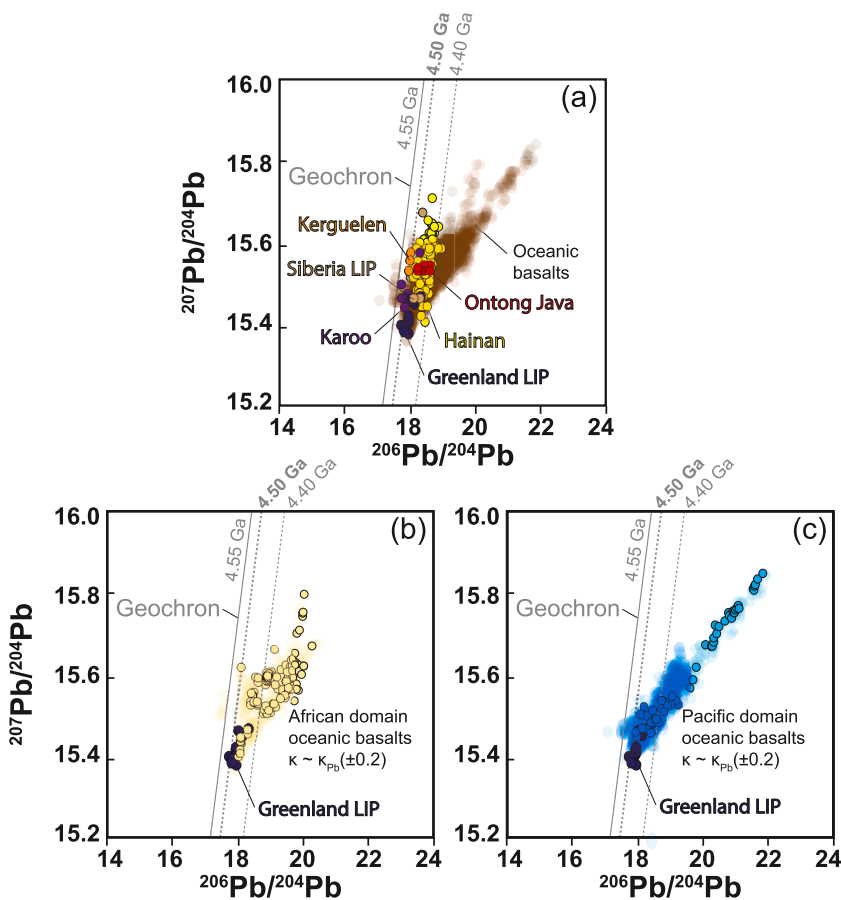 4.55 Ga
4.50 Ga
4.40 Ga
(a)
16.0
15.8
15.6
15.4
15.2
²⁰⁷Pb/²⁰⁴Pb
Geochron
Kerguelen
Siberia LIP
Karoo
Oceanic
basalts
Ontong Java
Hainan
Greenland LIP
14 16 18 20 22 24
²⁰⁶Pb/²⁰⁴Pb
4.55 Ga
4.50 Ga
4.40 Ga
(b)
16.0
15.8
15.6
15.4
15.2
²⁰⁷Pb/²⁰⁴Pb
Geochron
African domain
oceanic basalts
κ ~ κPb(±0.2)
Greenland LIP
14 16 18 20 22 24
²⁰⁶Pb/²⁰⁴Pb
4.55 Ga
4.50 Ga
4.40 Ga
(c)
16.0
15.8
15.6
15.4
15.2
Geochron
Pacific domain
oceanic basalts
κ ~ κPb(±0.2)
Greenland LIP
14 16 18 20 22 24
²⁰⁶Pb/²⁰⁴Pb